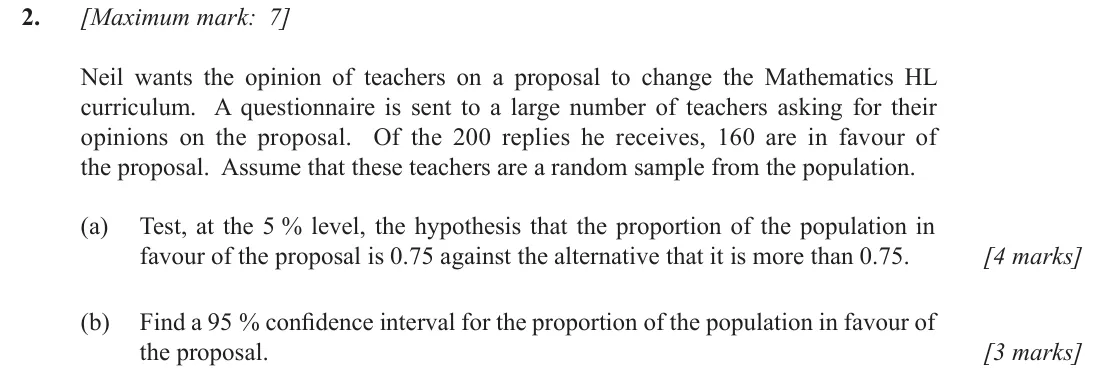 2. [Maximum mark: 7]
Neil wants the opinion of teachers on a proposal to change the Mathematics HL
curriculum. A questionnaire is sent to a large number of teachers asking for their
opinions on the proposal. Of the 200 replies he receives, 160 are in favour of
the proposal. Assume that these teachers are a random sample from the population.
(a) Test, at the 5 % level, the hypothesis that the proportion of the population in
favour of the proposal is 0.75 against the alternative that it is more than 0.75. [4 marks]
(b) Find a 95 % confidence interval for the proportion of the population in favour of
the proposal. [3 marks]